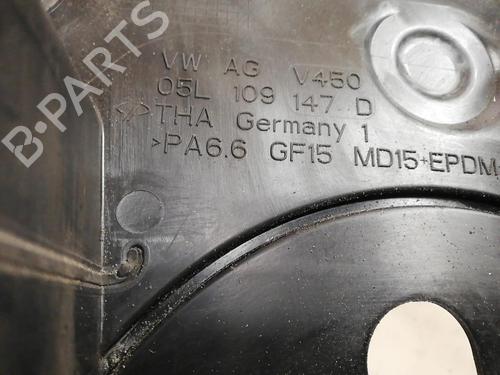 VW AG V450
05L 109 147 D
THA Germany 1
>PA6.6 GF15 MD15+EPDM
B-PARTS